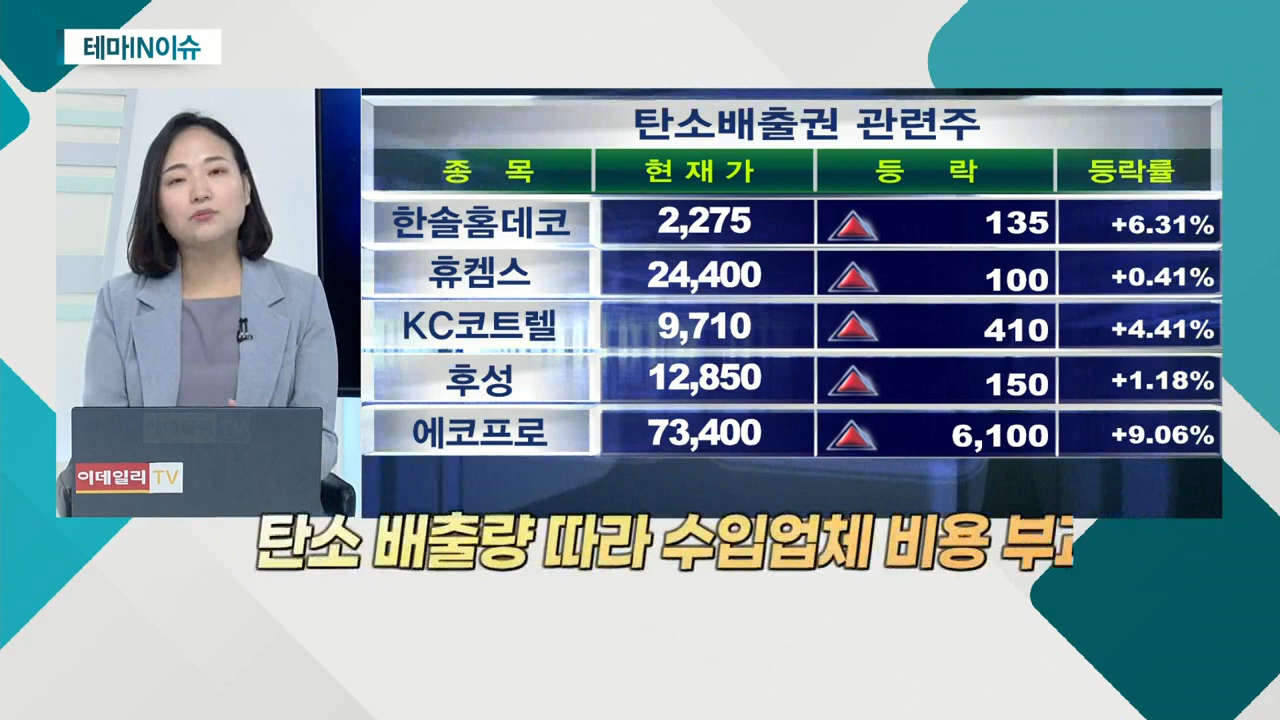 테마IN이슈
탄소배출권 관련주
종 목 현 재 가 등 락 등락률
한솔홈데코 2,275 ▲ 135 +6.31%
휴켐스 24,400 ▲ 100 +0.41%
KC코트렐 9,710 ▲ 410 +4.41%
후성 12,850 ▲ 150 +1.18%
에코프로 73,400 ▲ 6,100 +9.06%
이데일리TV
탄소 배출량 따라 수입업체 비용